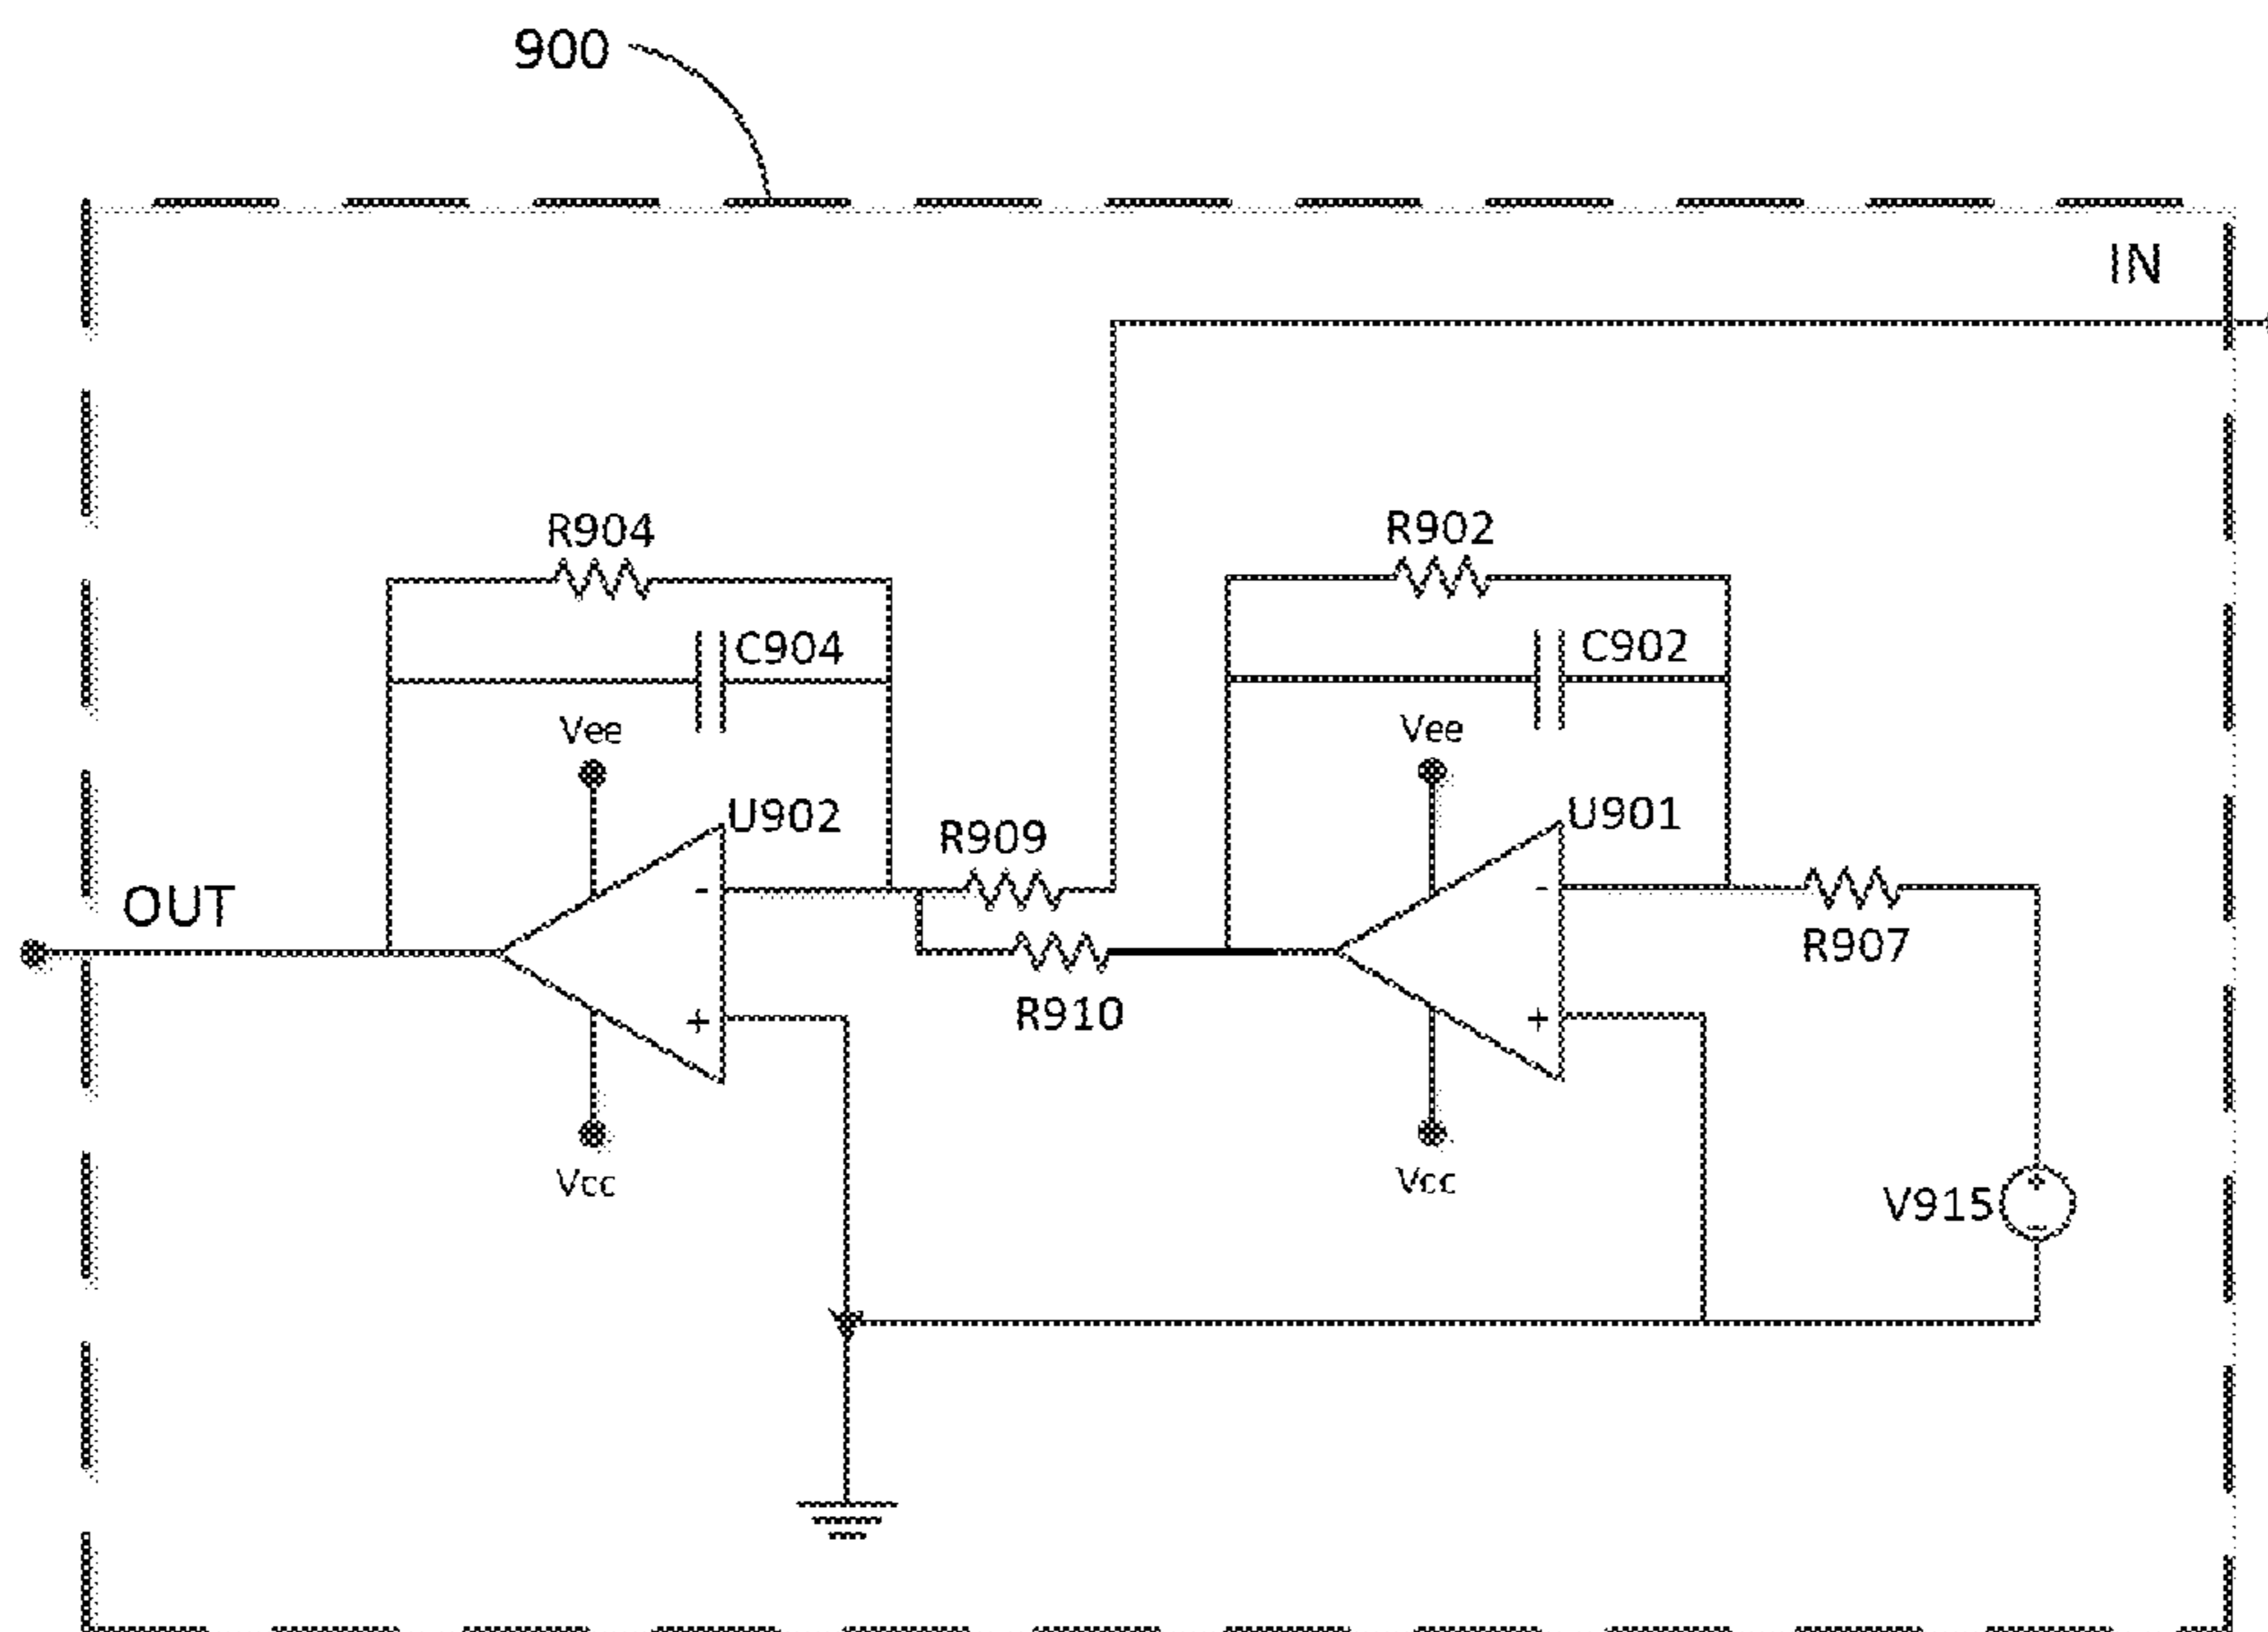 900
IN
R904
R902
C904
C902
Vee
Vee
U902
U901
R909
OUT
-
-
R907
R910
+
+
Vcc
Vcc
V915